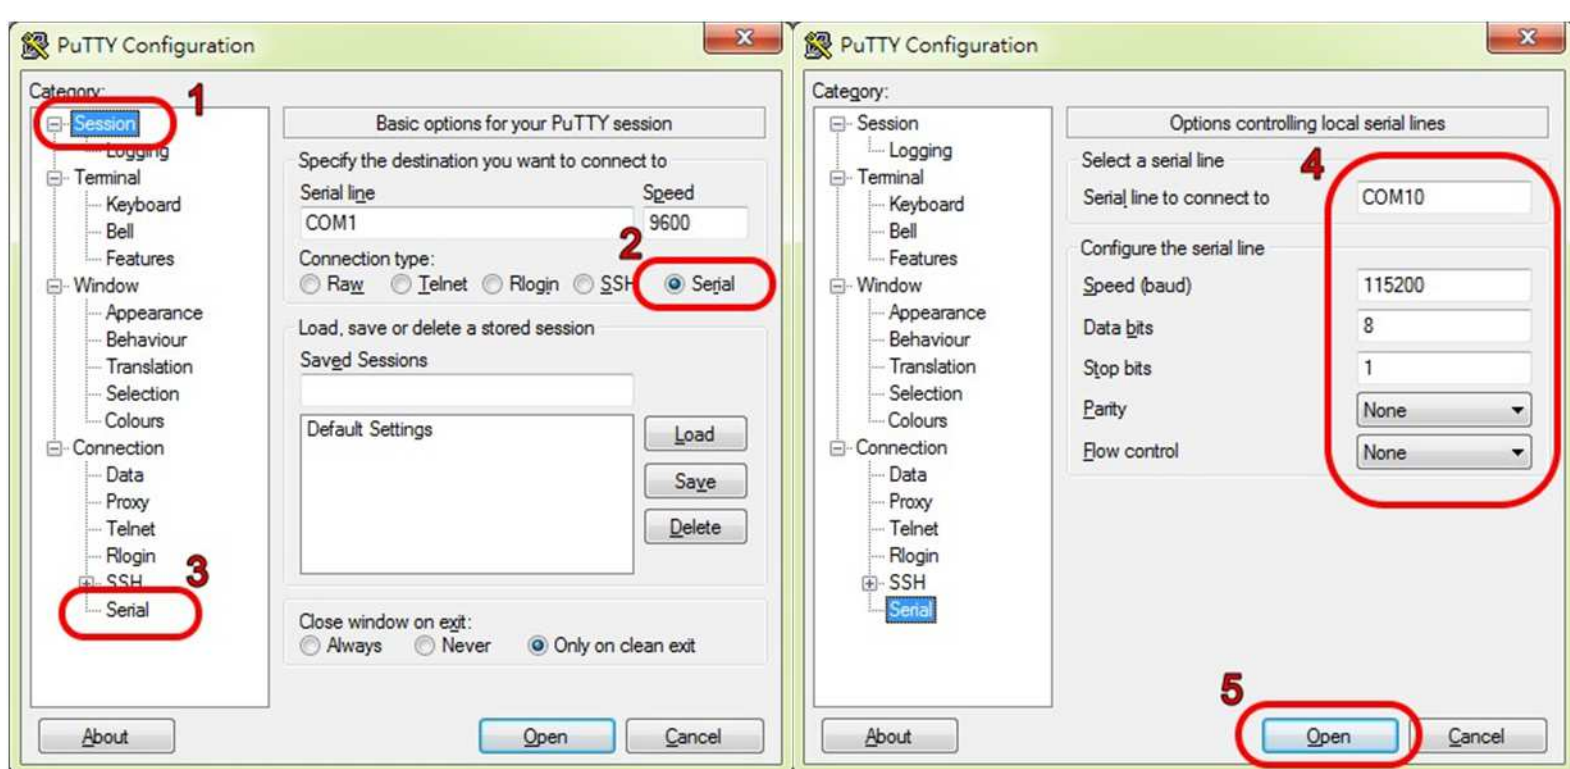 PuTTY Configuration
Category:
1
Session
Logging
Terminal
Keyboard
Bell
Features
Window
Appearance
Behaviour
Translation
Selection
Colours
Connection
Data
Proxy
Telnet
Rlogin
SSH
3
Serial
Basic options for your PuTTY session
Specify the destination you want to connect to
Serial line Speed
COM1 9600
2
Connection type:
Raw Telnet Rlogin SSH Serial
Load, save or delete a stored session
Saved Sessions
Default Settings
Load
Save
Delete
Close window on exit:
Always Never Only on clean exit
About Open Cancel
PuTTY Configuration
Category:
Session
Logging
Terminal
Keyboard
Bell
Features
Window
Appearance
Behaviour
Translation
Selection
Colours
Connection
Data
Proxy
Telnet
Rlogin
SSH
Serial
Options controlling local serial lines
Select a serial line
4
Serial line to connect to COM10
Configure the serial line
Speed (baud) 115200
Data bits 8
Stop bits 1
Parity None
Flow control None
5
About Open Cancel